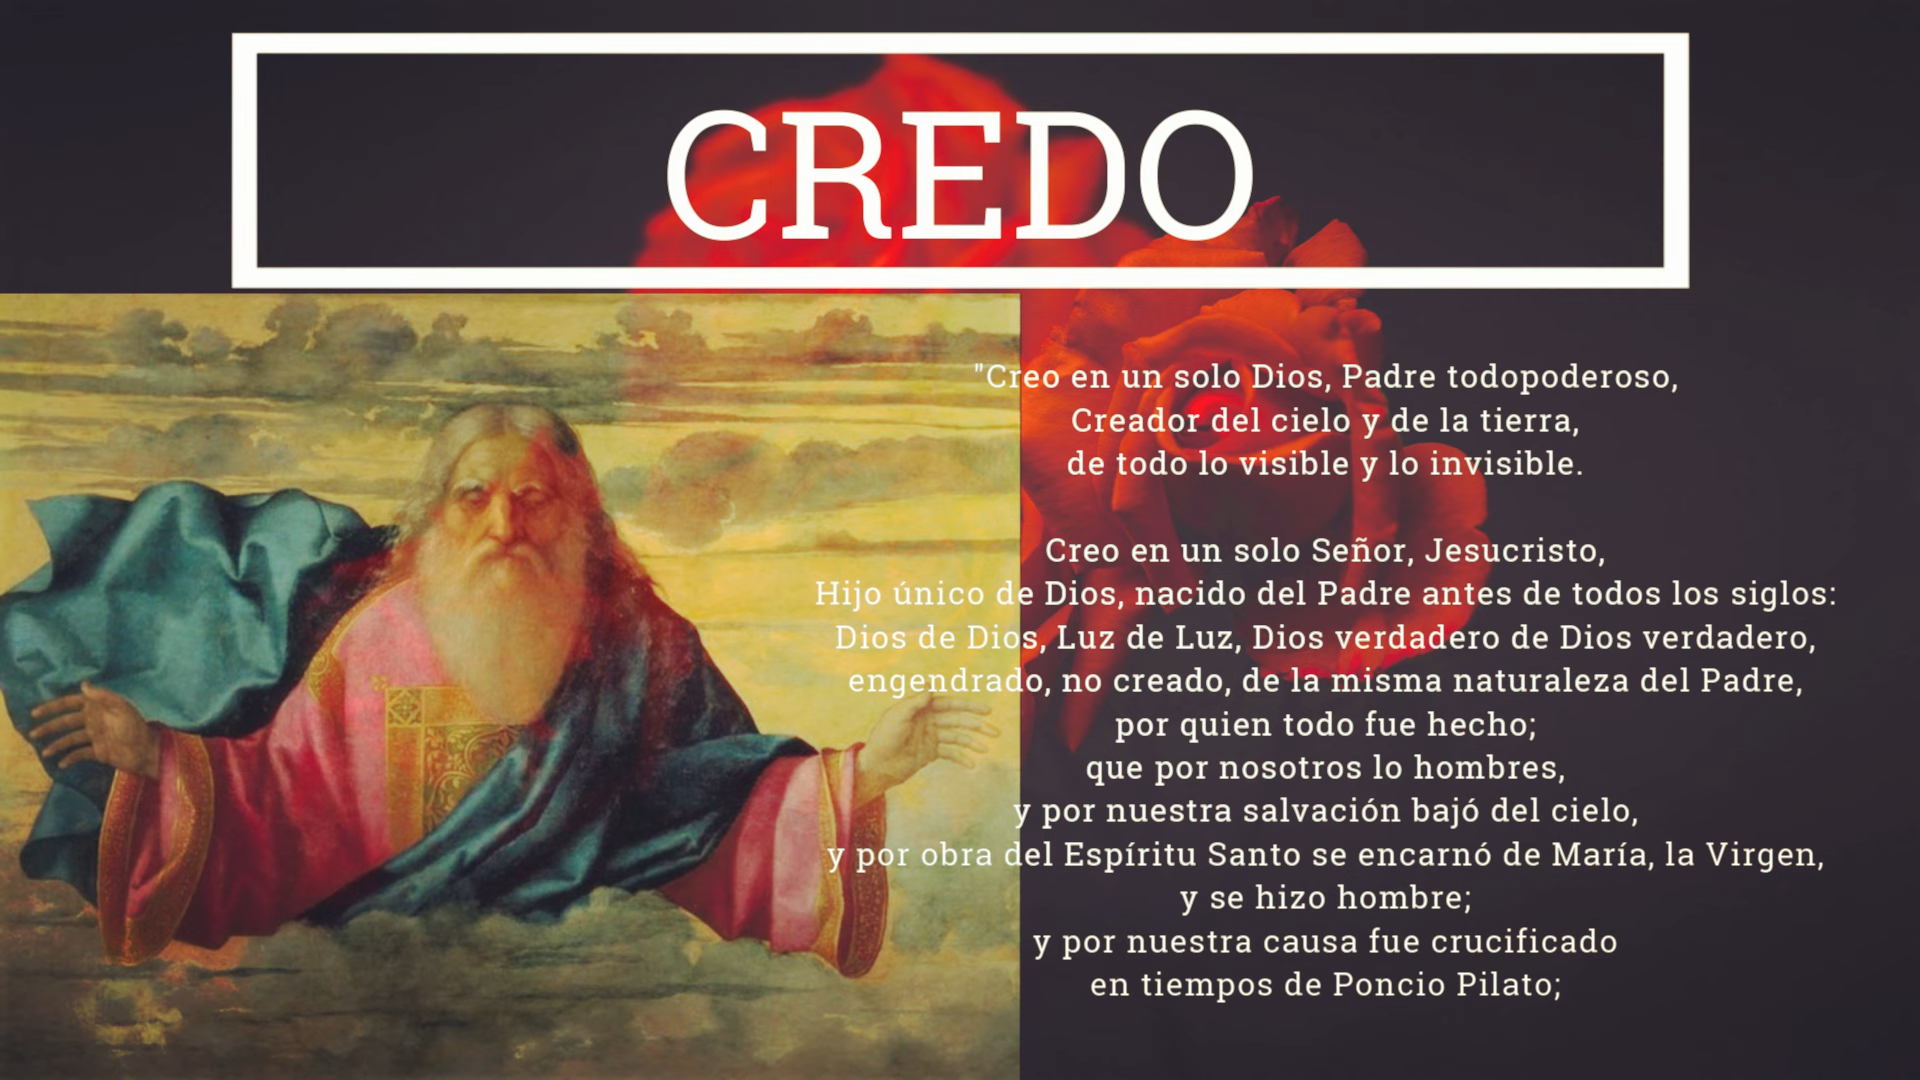 CREDO
"Creo en un solo Dios, Padre todopoderoso,
Creador del cielo y de la tierra,
de todo lo visible y lo invisible.
Creo en un solo Señor, Jesucristo,
Hijo único de Dios, nacido del Padre antes de todos los siglos:
Dios de Dios, Luz de Luz, Dios verdadero de Dios verdadero,
engendrado, no creado, de la misma naturaleza del Padre,
por quien todo fue hecho;
que por nosotros lo hombres,
y por nuestra salvación bajó del cielo,
y por obra del Espíritu Santo se encarnó de María, la Virgen,
y se hizo hombre;
y por nuestra causa fue crucificado
en tiempos de Poncio Pilato;